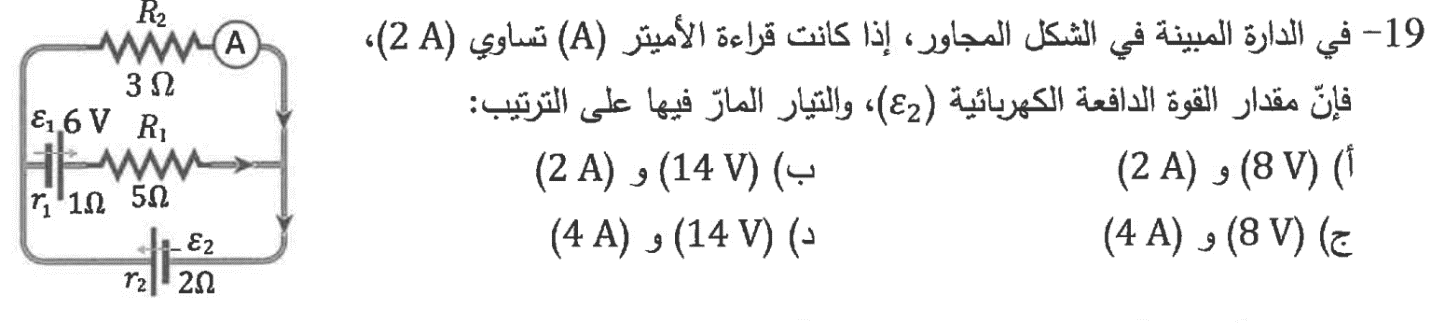 19- في الدارة المبينة في الشكل المجاور، إذا كانت قراءة الأميتر (A) تساوي (2 A)،
فإنّ مقدار القوة الدافعة الكهربائية (ε₂)، والتيار المارّ فيها على الترتيب:
أ) (8 V) و (2 A) ب) (14 V) و (2 A)
ج) (8 V) و (4 A) د) (14 V) و (4 A)
R₂
A
3 Ω
ε₁ 6 V R₁
r₁ 1Ω 5Ω
ε₂
r₂ 2Ω